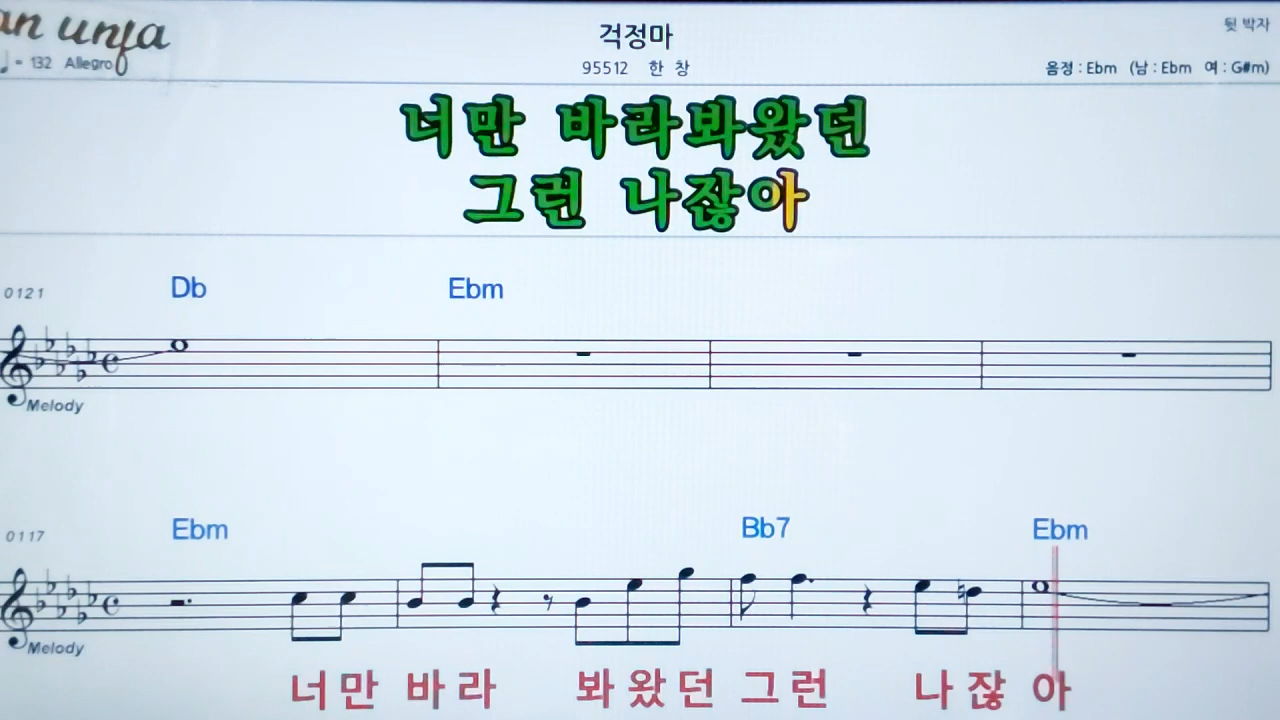 an unfa
♩ = 132 Allegro
걱정마
95512 한 창
뒷 박자
음정 : Ebm (남 : Ebm 여 : G#m)
너만 바라봐왔던
그런 나잖아
0121
Db Ebm
Melody
0117
Ebm Bb7 Ebm
Melody
너만 바라 봐왔던 그런 나잖아